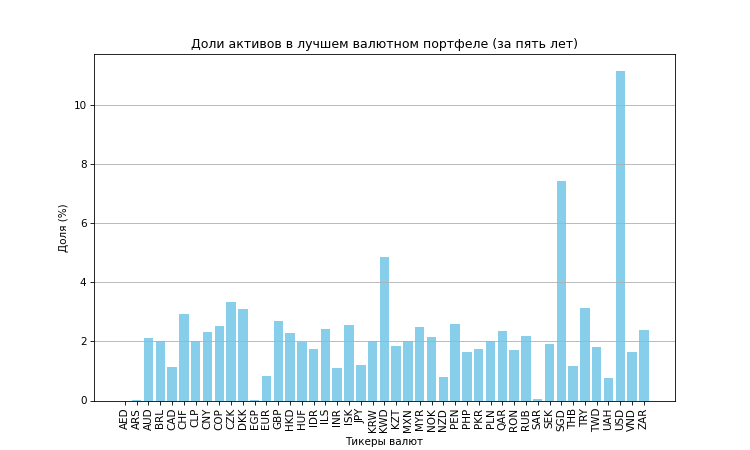 Доли активов в лучшем валютном портфеле (за пять лет)
Доля (%)
10
8
6
4
2
0
AED ARS AUD BRL CAD CHF CLP CNY COP CZK DKK EGP EUR GBP HKD HUF IDR ILS INR ISK JPY KRW KWD KZT MXN MYR NOK NZD PEN PHP PKR PLN QAR RON RUB SAR SEK SGD THB TRY TWD UAH USD VND ZAR
Тикеры валют